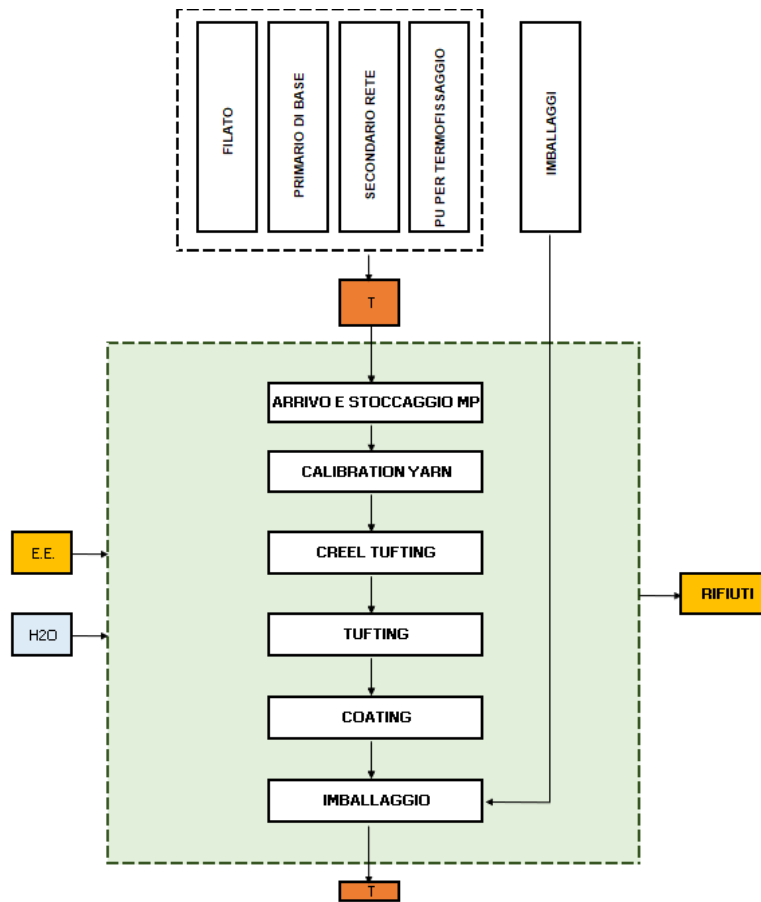 FILATO
PRIMARIO DI BASE
SECONDARIO RETE
PU PER TERMOFISSAGGIO
IMBALLAGGI
T
ARRIVO E STOCCAGGIO MP
CALIBRATION YARN
CREEL TUFTING
E.E.
RIFIUTI
H2O
TUFTING
COATING
IMBALLAGGIO
T